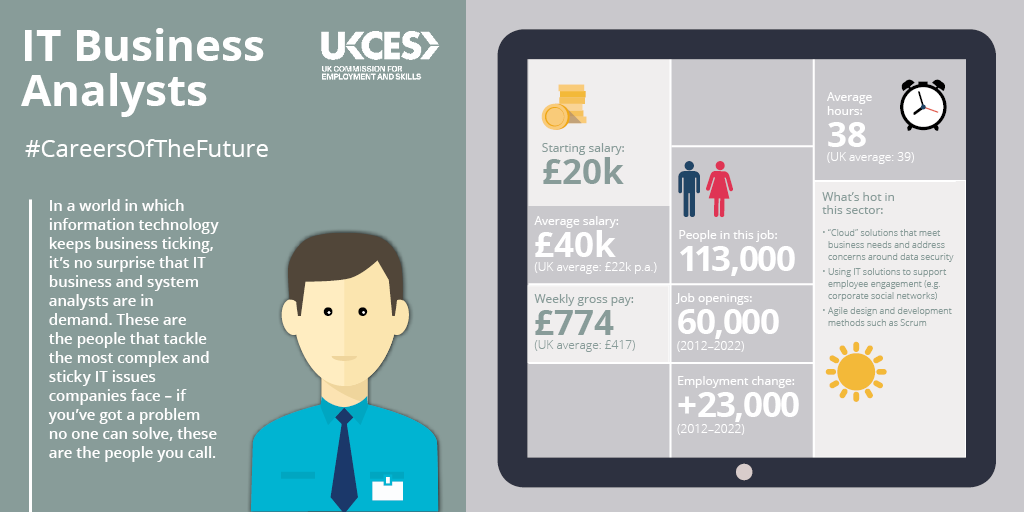 IT Business
Analysts
UKCES
UK COMMISSION FOR
EMPLOYMENT AND SKILLS
#CareersOfTheFuture
In a world in which
information technology
keeps business ticking,
it's no surprise that IT
business and system
analysts are in
demand. These are
the people that tackle
the most complex and
sticky IT issues
companies face – if
you've got a problem
no one can solve, these
are the people you call.
Starting salary:
£20k
Average salary:
£40k
(UK average: £22k p.a.)
Weekly gross pay:
£774
(UK average: £417)
People in this job:
113,000
Job openings:
60,000
(2012–2022)
Employment change:
+23,000
(2012–2022)
Average
hours:
38
(UK average: 39)
What's hot in
this sector:
• "Cloud" solutions that meet
business needs and address
concerns around data security
• Using IT solutions to support
employee engagement (e.g.
corporate social networks)
• Agile design and development
methods such as Scrum